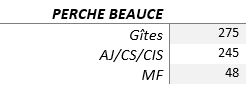 PERCHE BEAUCE
Gîtes 275
AJ/CS/CIS 245
MF 48